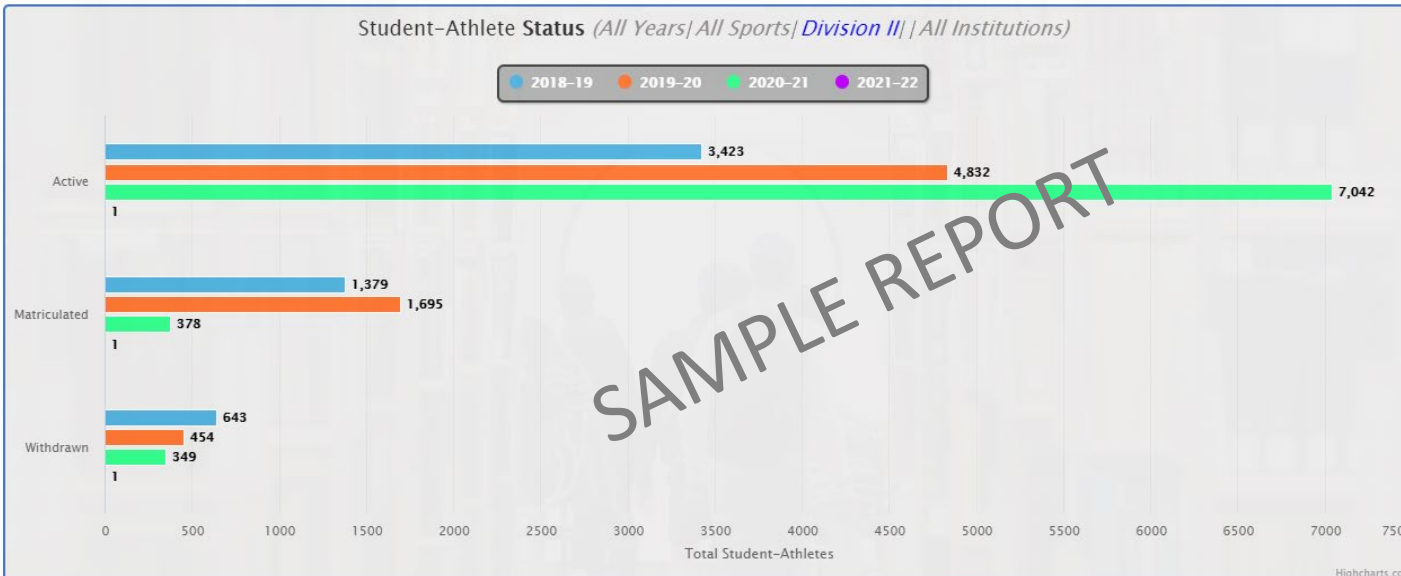 Student-Athlete Status (All Years| All Sports| Division II| | All Institutions)
2018-19 2019-20 2020-21 2021-22
3,423
4,832
Active
7,042
1
1,379
1,695
Matriculated
378
1
643
454
Withdrawn
349
1
SAMPLE REPORT
0 500 1000 1500 2000 2500 3000 3500 4000 4500 5000 5500 6000 6500 7000 750
Total Student-Athletes
Highcharts.co